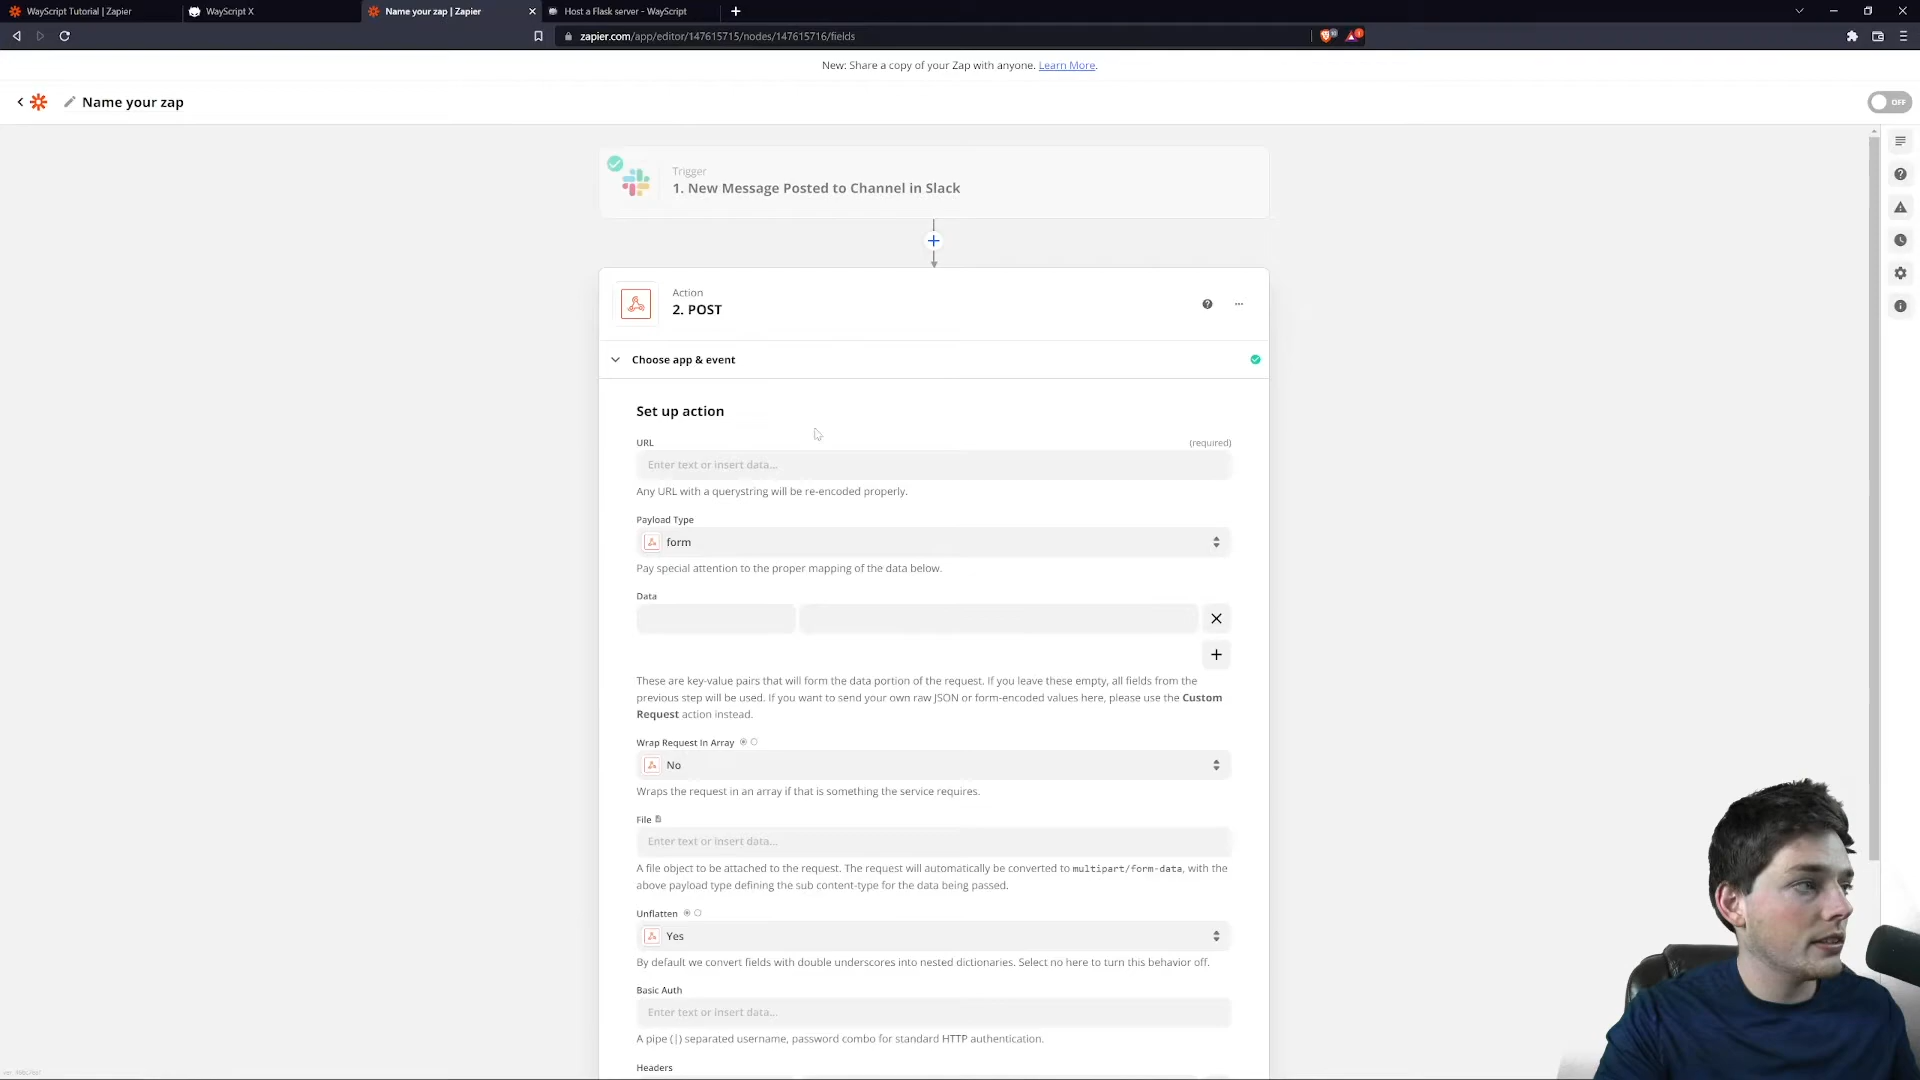 WayScript Tutorial | Zapier
WayScript X
Name your zap | Zapier
Host a Flask server - WayScript
zapier.com/app/editor/147615715/nodes/147615716/fields
New: Share a copy of your Zap with anyone. Learn More.
Name your zap
OFF
Trigger
1. New Message Posted to Channel in Slack
Action
2. POST
Choose app & event
Set up action
URL
(required)
Enter text or insert data...
Any URL with a querystring will be re-encoded properly.
Payload Type
form
Pay special attention to the proper mapping of the data below.
Data
These are key-value pairs that will form the data portion of the request. If you leave these empty, all fields from the
previous step will be used. If you want to send your own raw JSON or form-encoded values here, please use the Custom
Request action instead.
Wrap Request In Array
No
Wraps the request in an array if that is something the service requires.
File
Enter text or insert data...
A file object to be attached to the request. The request will automatically be converted to multipart/form-data, with the
above payload type defining the sub content-type for the data being passed.
Unflatten
Yes
By default we convert fields with double underscores into nested dictionaries. Select no here to turn this behavior off.
Basic Auth
Enter text or insert data...
A pipe (|) separated username, password combo for standard HTTP authentication.
Headers